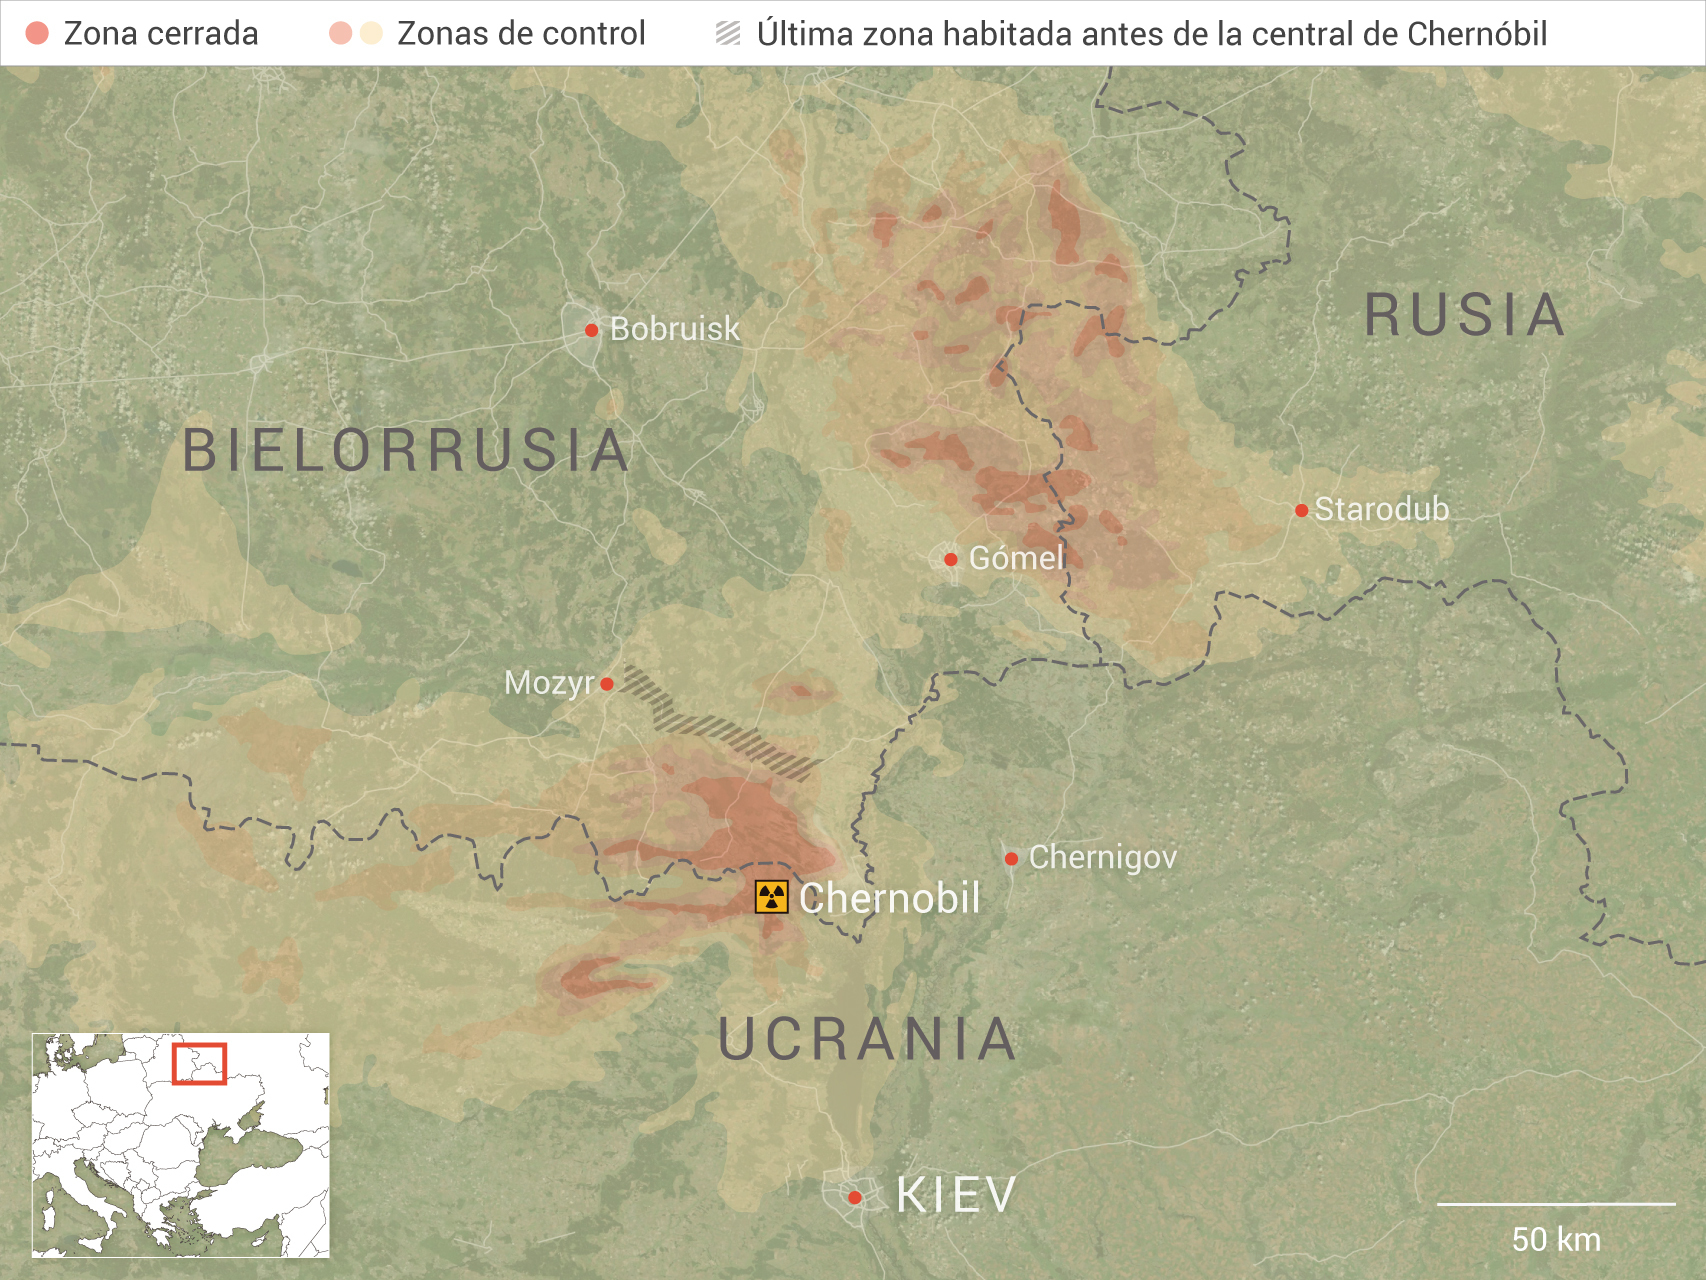 Zona cerrada
Zonas de control
Última zona habitada antes de la central de Chernóbil
RUSIA
Bobruisk
BIELORRUSIA
Starodub
Gómel
Mozyr
Chernigov
Chernobil
UCRANIA
KIEV
50 km